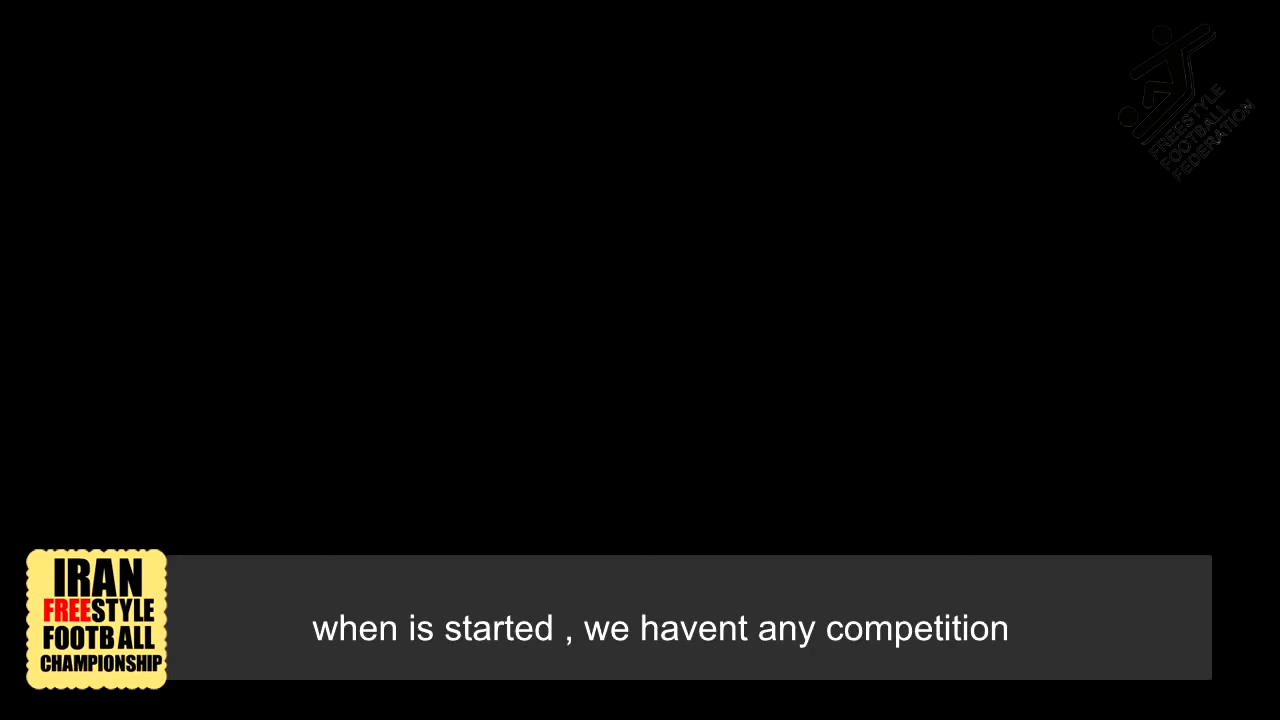 FREESTYLE
FOOTBALL
FEDERATION
IRAN
FREESTYLE
FOOTBALL
CHAMPIONSHIP
when is started , we havent any competition